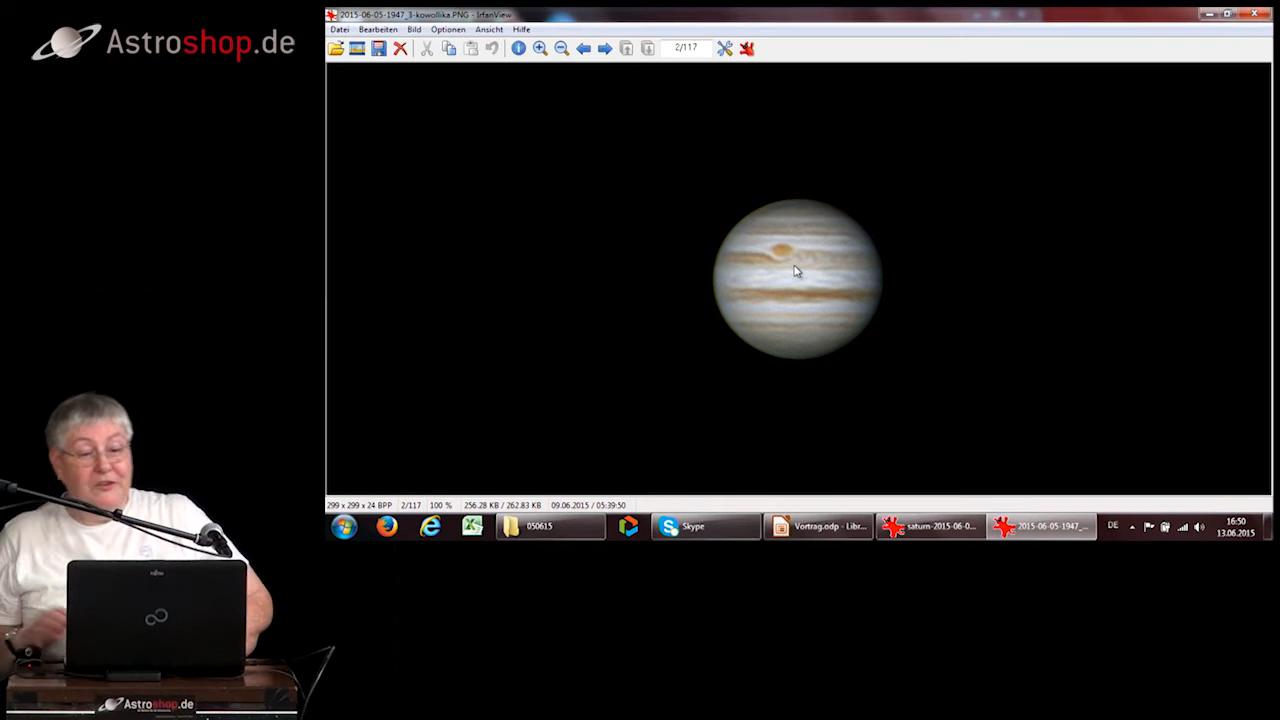 Astroshop.de
2015-06-05-1947_3-kowollika.PNG - IrfanView
Datei Bearbeiten Bild Optionen Ansicht Hilfe
2/117
299 x 299 x 24 BPP 2/117 100 % 256.28 KB / 262.83 KB 09.06.2015 / 05:39:50
050615 Skype Vortrag.odp - Libr... saturn-2015-06-0... 2015-06-05-1947_... DE 16:50
13.06.2015
FUJITSU
Astroshop.de